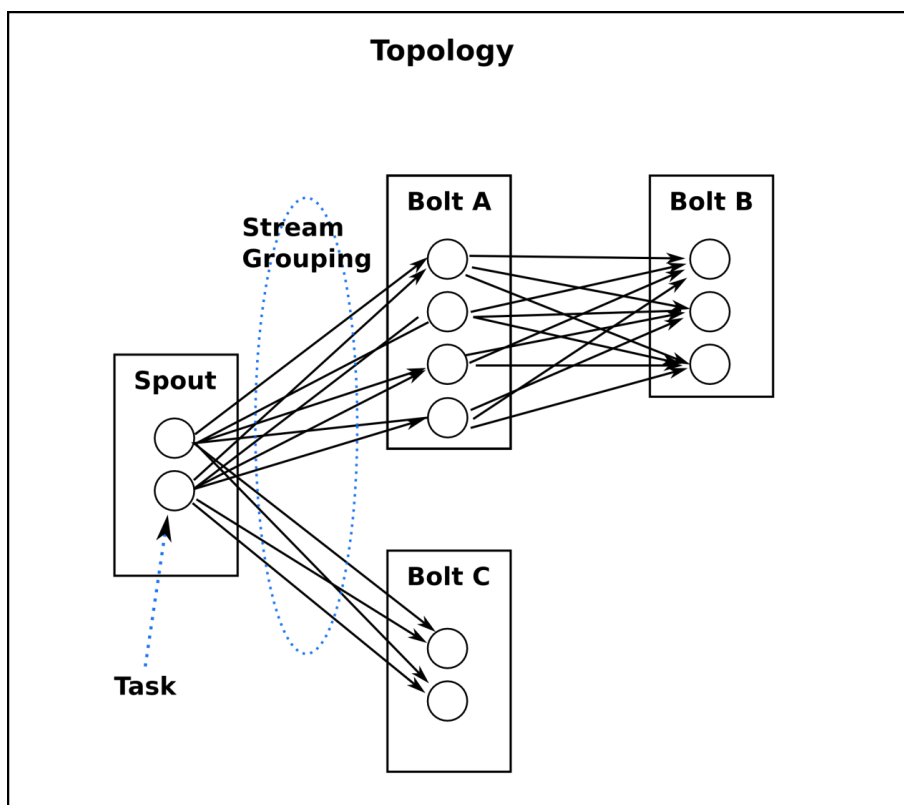 Topology
Bolt A
Bolt B
Stream
Grouping
Spout
Bolt C
Task